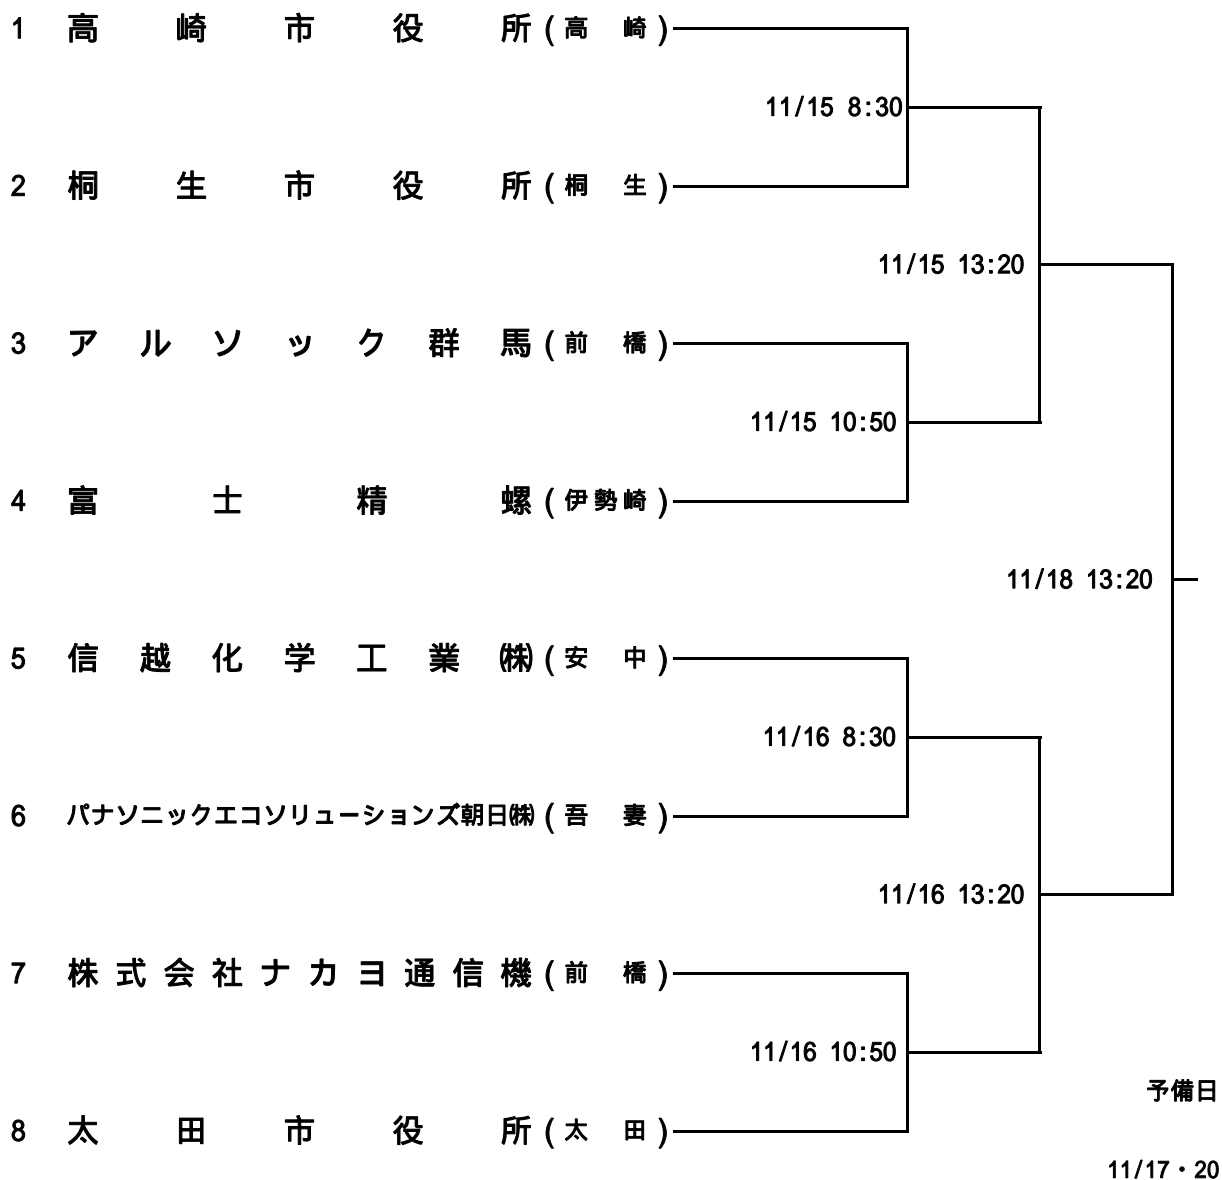 1 高崎市役所(高崎)
11/15 8:30
2 桐生市役所(桐生)
11/15 13:20
3 アルソック群馬(前橋)
11/15 10:50
4 富士精螺(伊勢崎)
11/18 13:20
5 信越化学工業㈱(安中)
11/16 8:30
6 パナソニックエコソリューションズ朝日㈱(吾妻)
11/16 13:20
7 株式会社ナカヨ通信機(前橋)
11/16 10:50
予備日
8 太田市役所(太田)
11/17・20